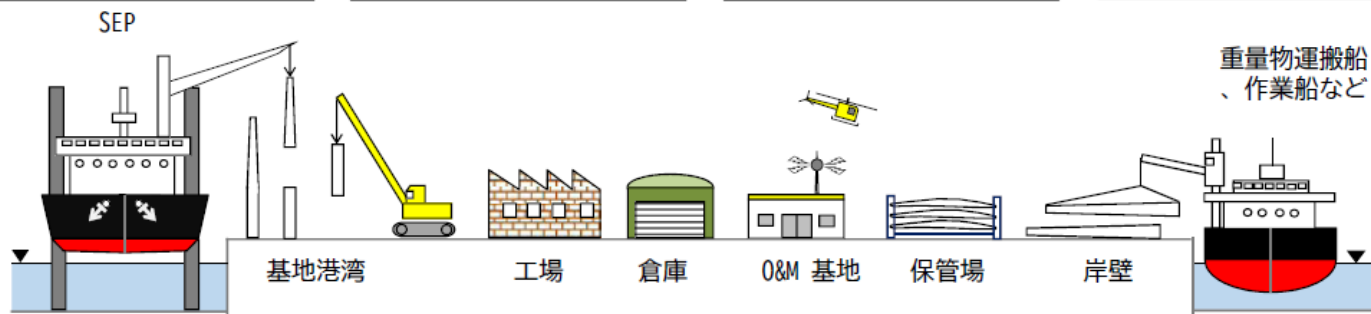 SEP
重量物運搬船
、作業船など
基地港湾
工場
倉庫
O&M 基地
保管場
岸壁